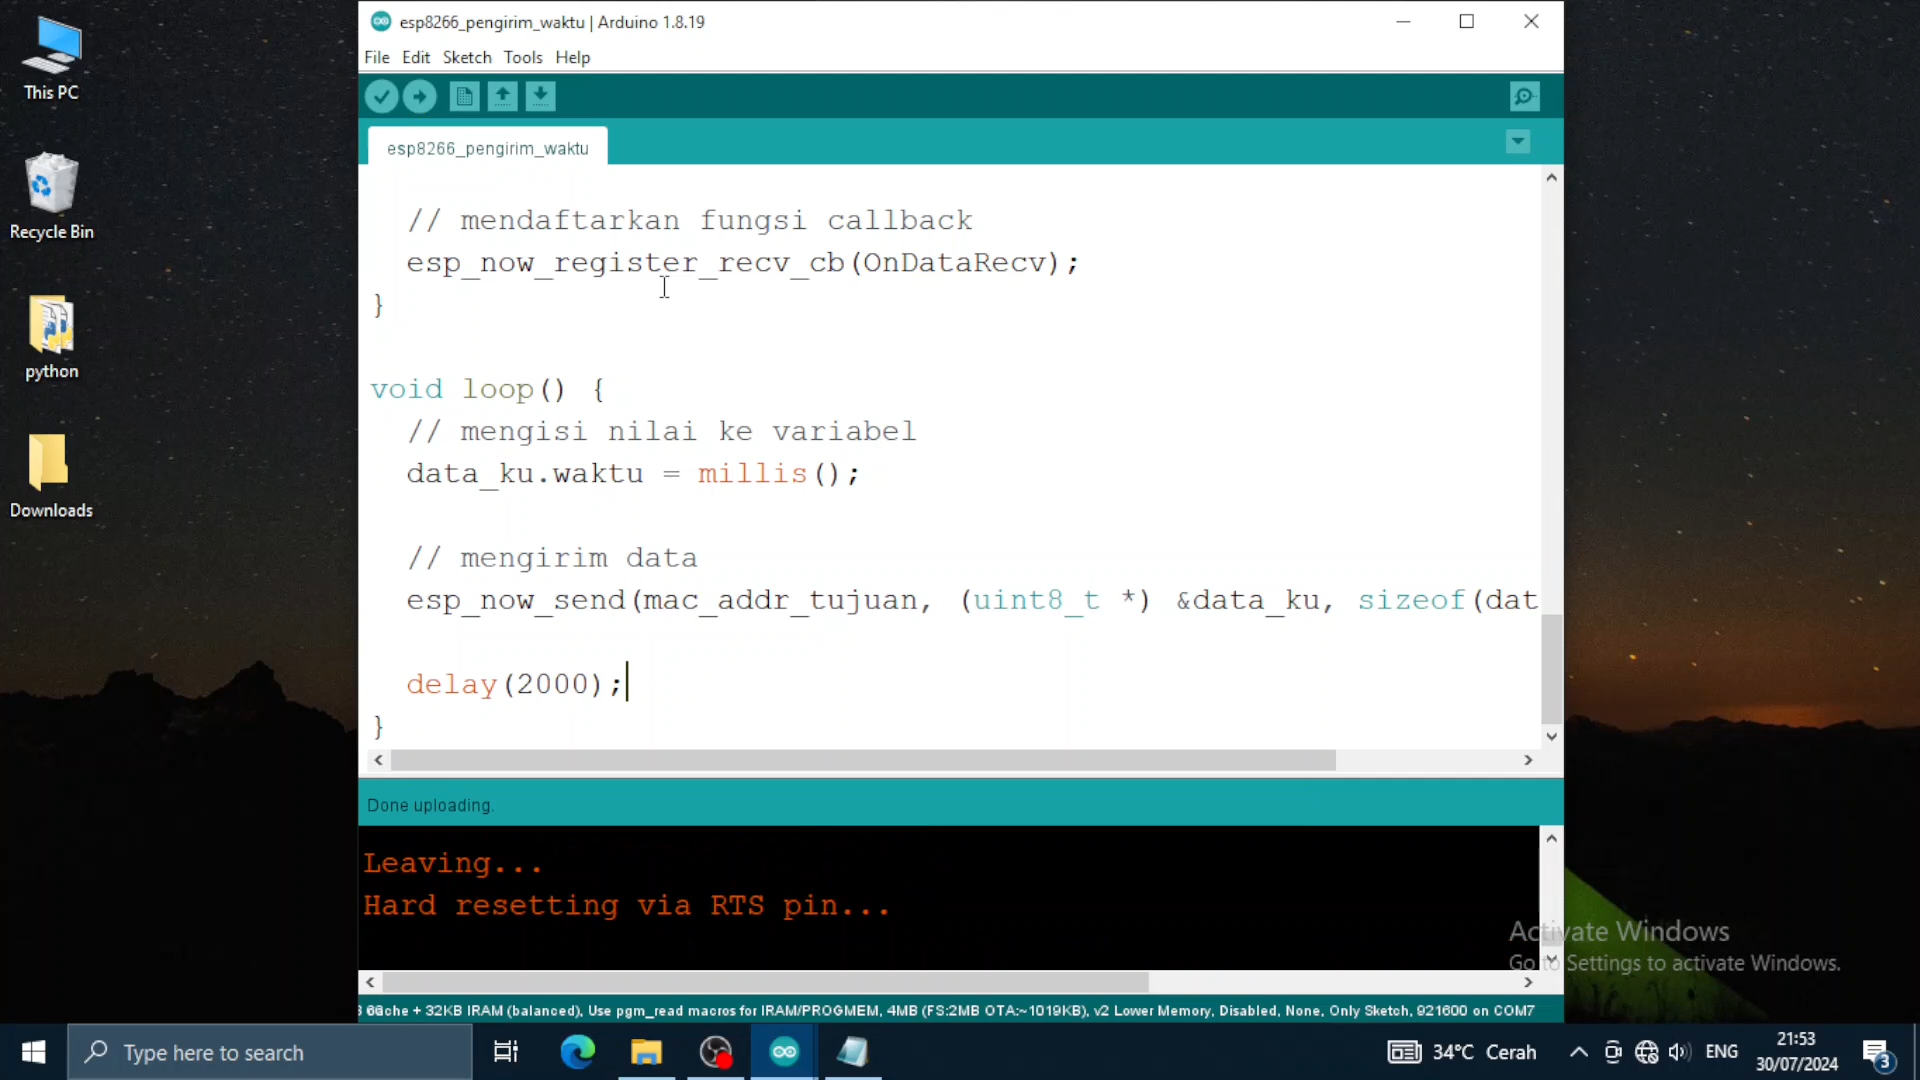 This PC
Recycle Bin
python
Downloads
esp8266_pengirim_waktu | Arduino 1.8.19
File Edit Sketch Tools Help
esp8266_pengirim_waktu
// mendaftarkan fungsi callback
esp_now_register_recv_cb(OnDataRecv);
}
void loop() {
// mengisi nilai ke variabel
data_ku.waktu = millis();
// mengirim data
esp_now_send(mac_addr_tujuan, (uint8_t *) &data_ku, sizeof(dat
delay(2000);
}
Done uploading.
Leaving...
Hard resetting via RTS pin...
Activate Windows
Go to Settings to activate Windows.
ache + 32KB IRAM (balanced), Use pgm_read macros for IRAM/PROGMEM, 4MB (FS:2MB OTA:~1019KB), v2 Lower Memory, Disabled, None, Only Sketch, 921600 on COM7
Type here to search
34°C Cerah
ENG
21:53
30/07/2024
3